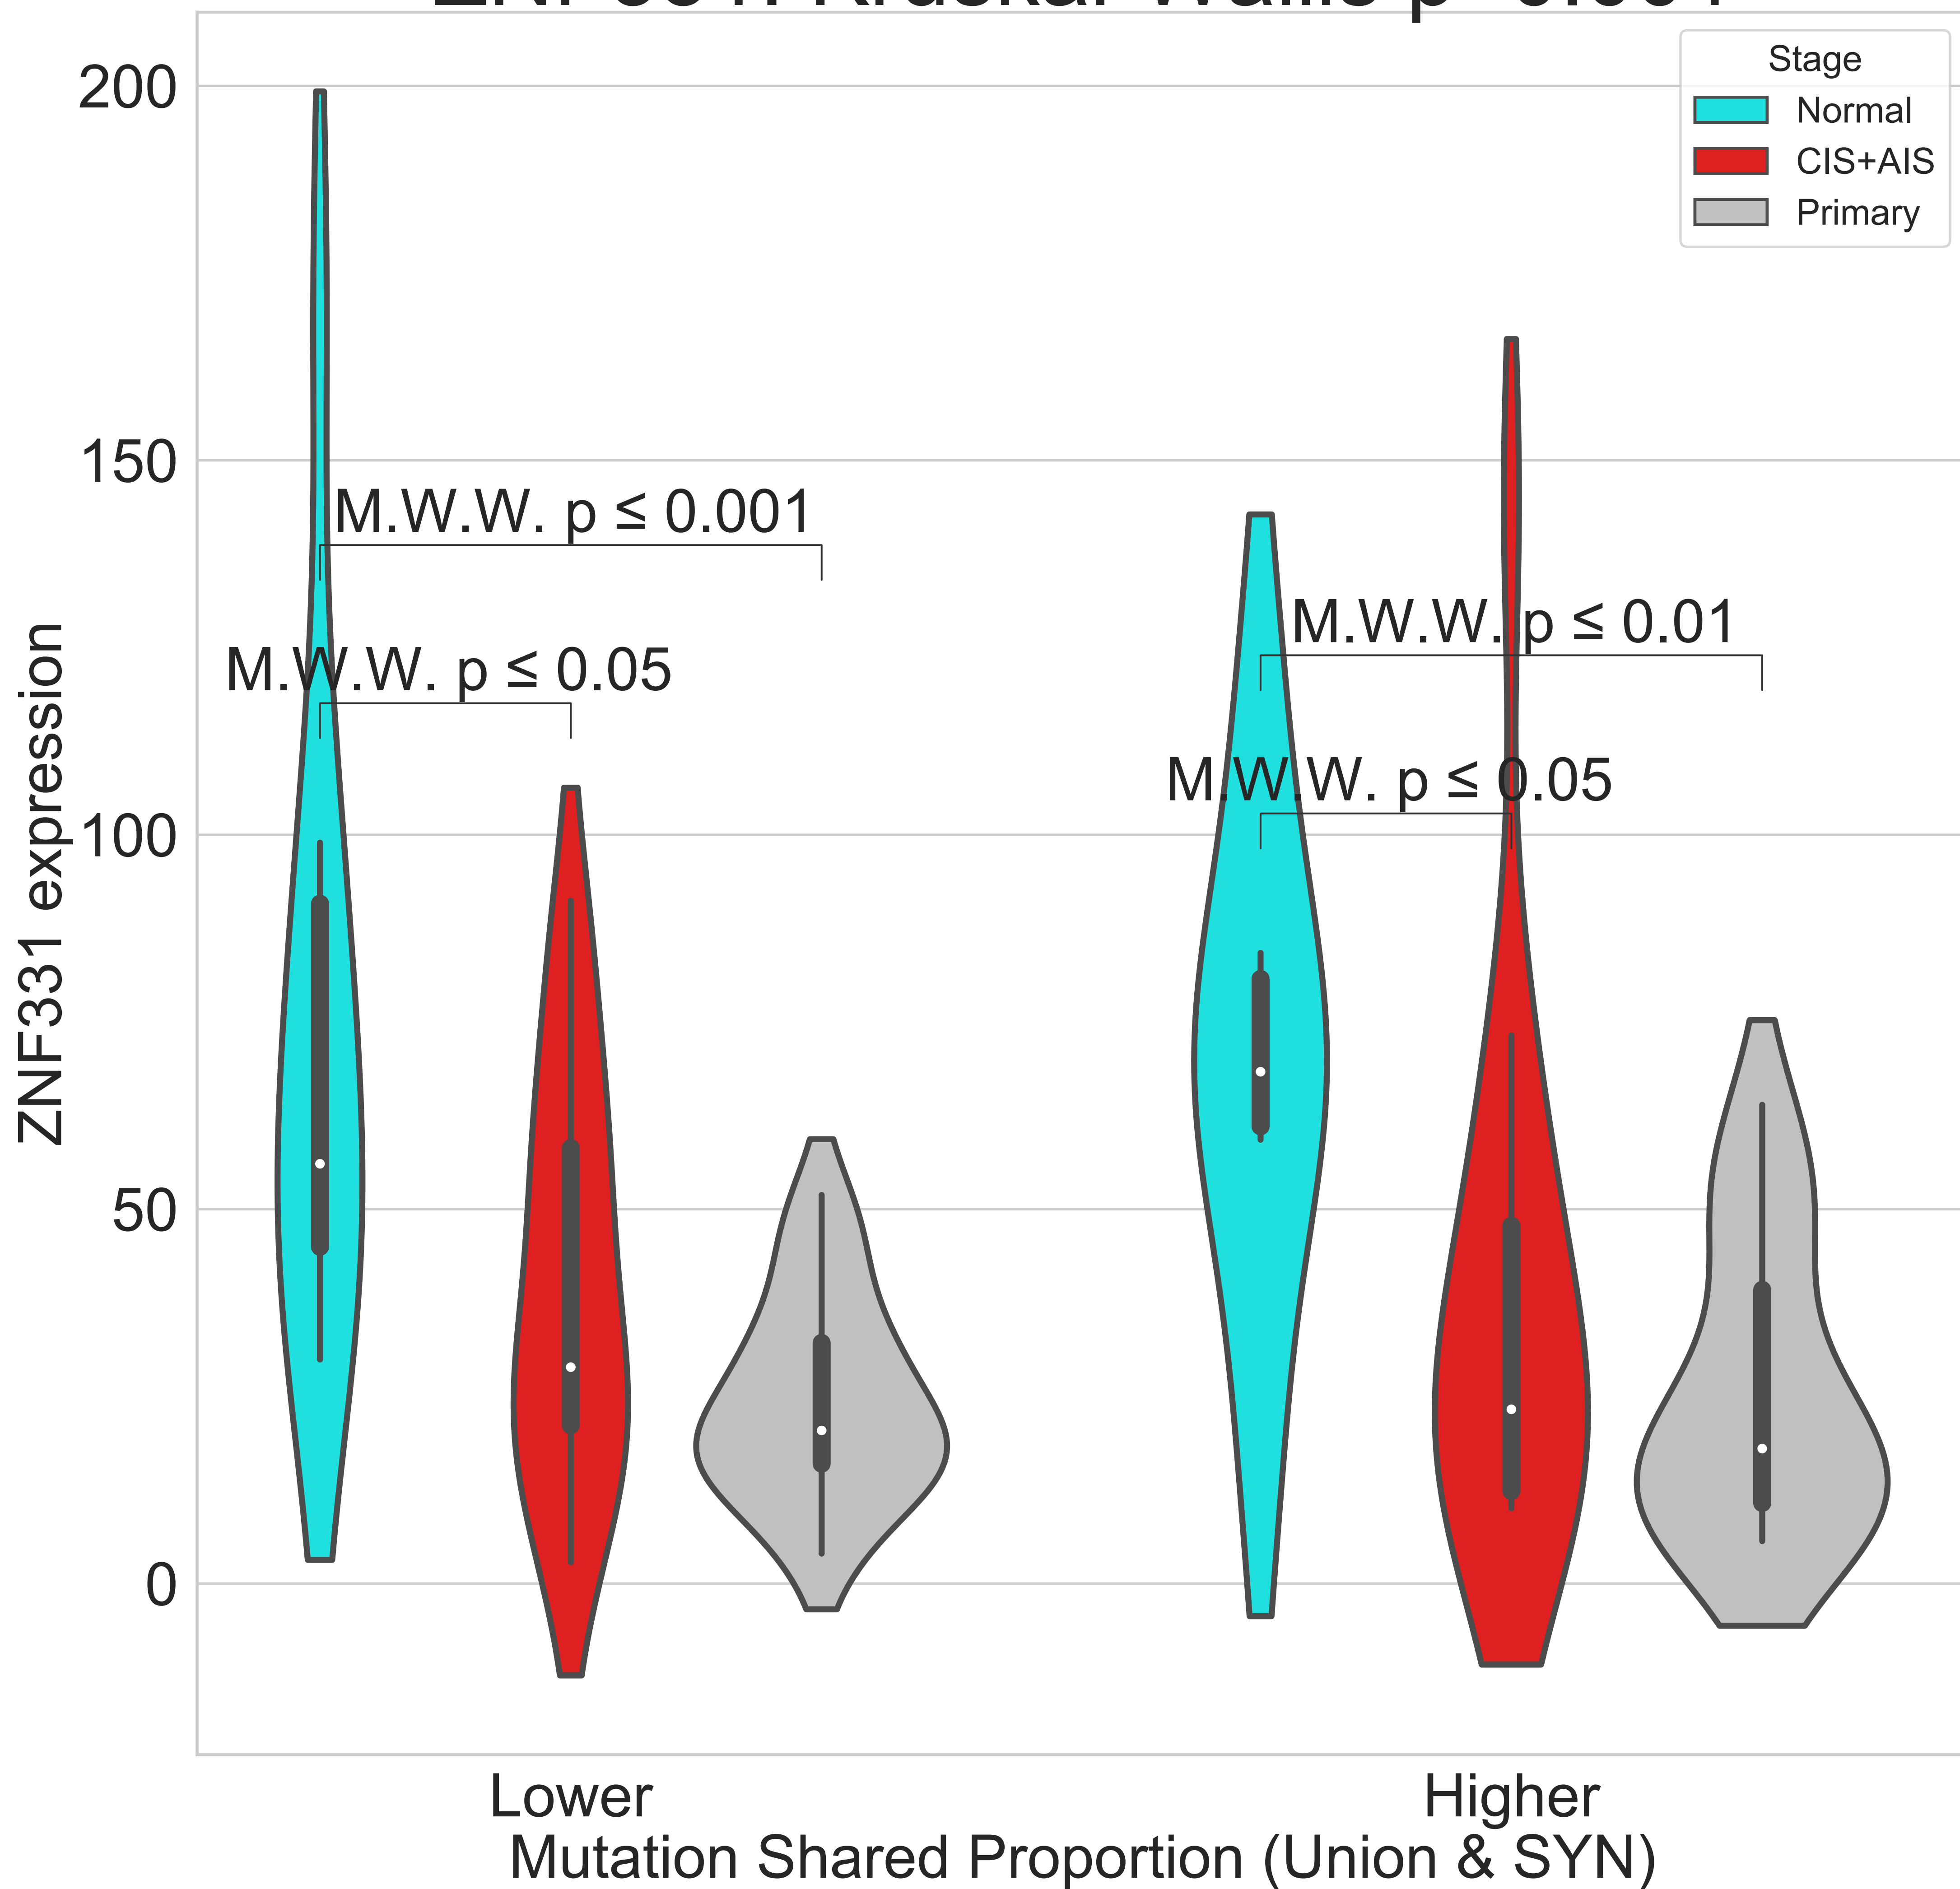 Stage
Normal
CIS+AIS
Primary
200
150
100
50
0
ZNF331 expression
M.W.W. p ≤ 0.001
M.W.W. p ≤ 0.05
M.W.W. p ≤ 0.01
M.W.W. p ≤ 0.05
Lower
Higher
Mutation Shared Proportion (Union & SYN)